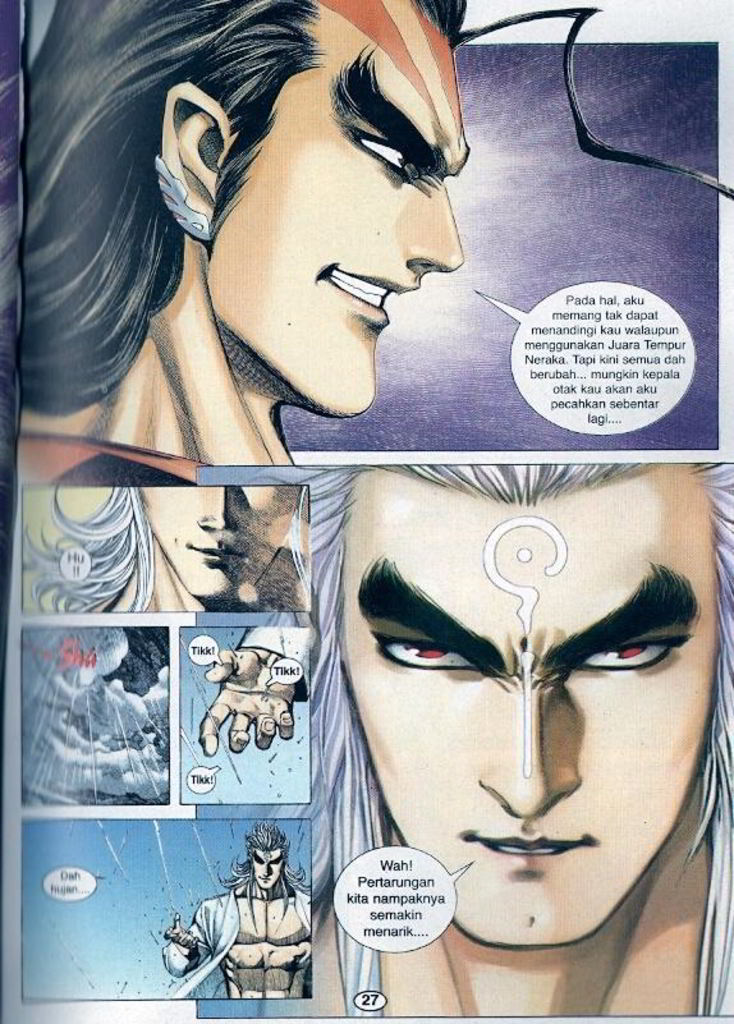 Pada hal, aku
memang tak dapat
menandingi kau walaupun
menggunakan Juara Tempur
Neraka. Tapi kini semua dah
berubah... mungkin kepala
otak kau akan aku
pecahkan sebentar
lagi....
Hu
!!
Shu
Tikk!
Tikk!
Tikk!
Dah
hujan....
Wah!
Pertarungan
kita nampaknya
semakin
menarik....
27